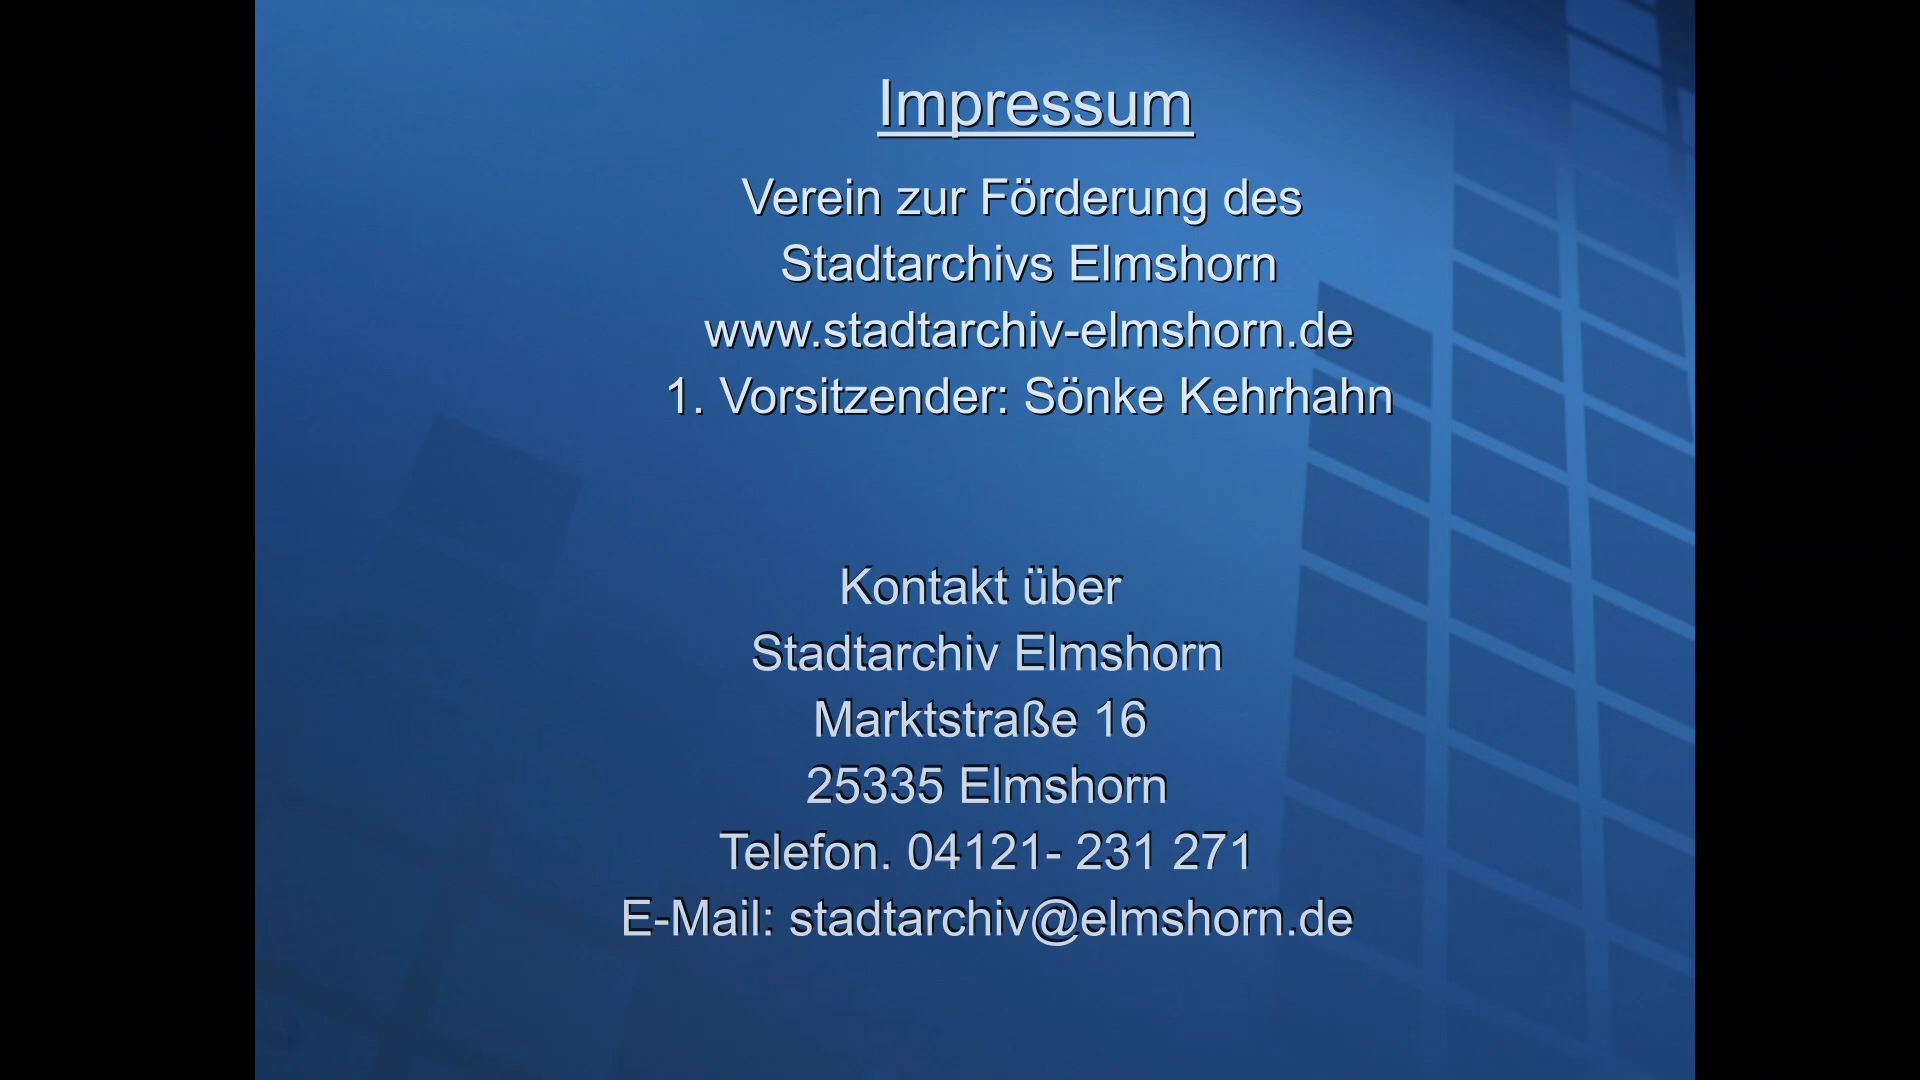 Impressum
Verein zur Förderung des
Stadtarchivs Elmshorn
www.stadtarchiv-elmshorn.de
1. Vorsitzender: Sönke Kehrhahn
Kontakt über
Stadtarchiv Elmshorn
Marktstraße 16
25335 Elmshorn
Telefon. 04121- 231 271
E-Mail: stadtarchiv@elmshorn.de